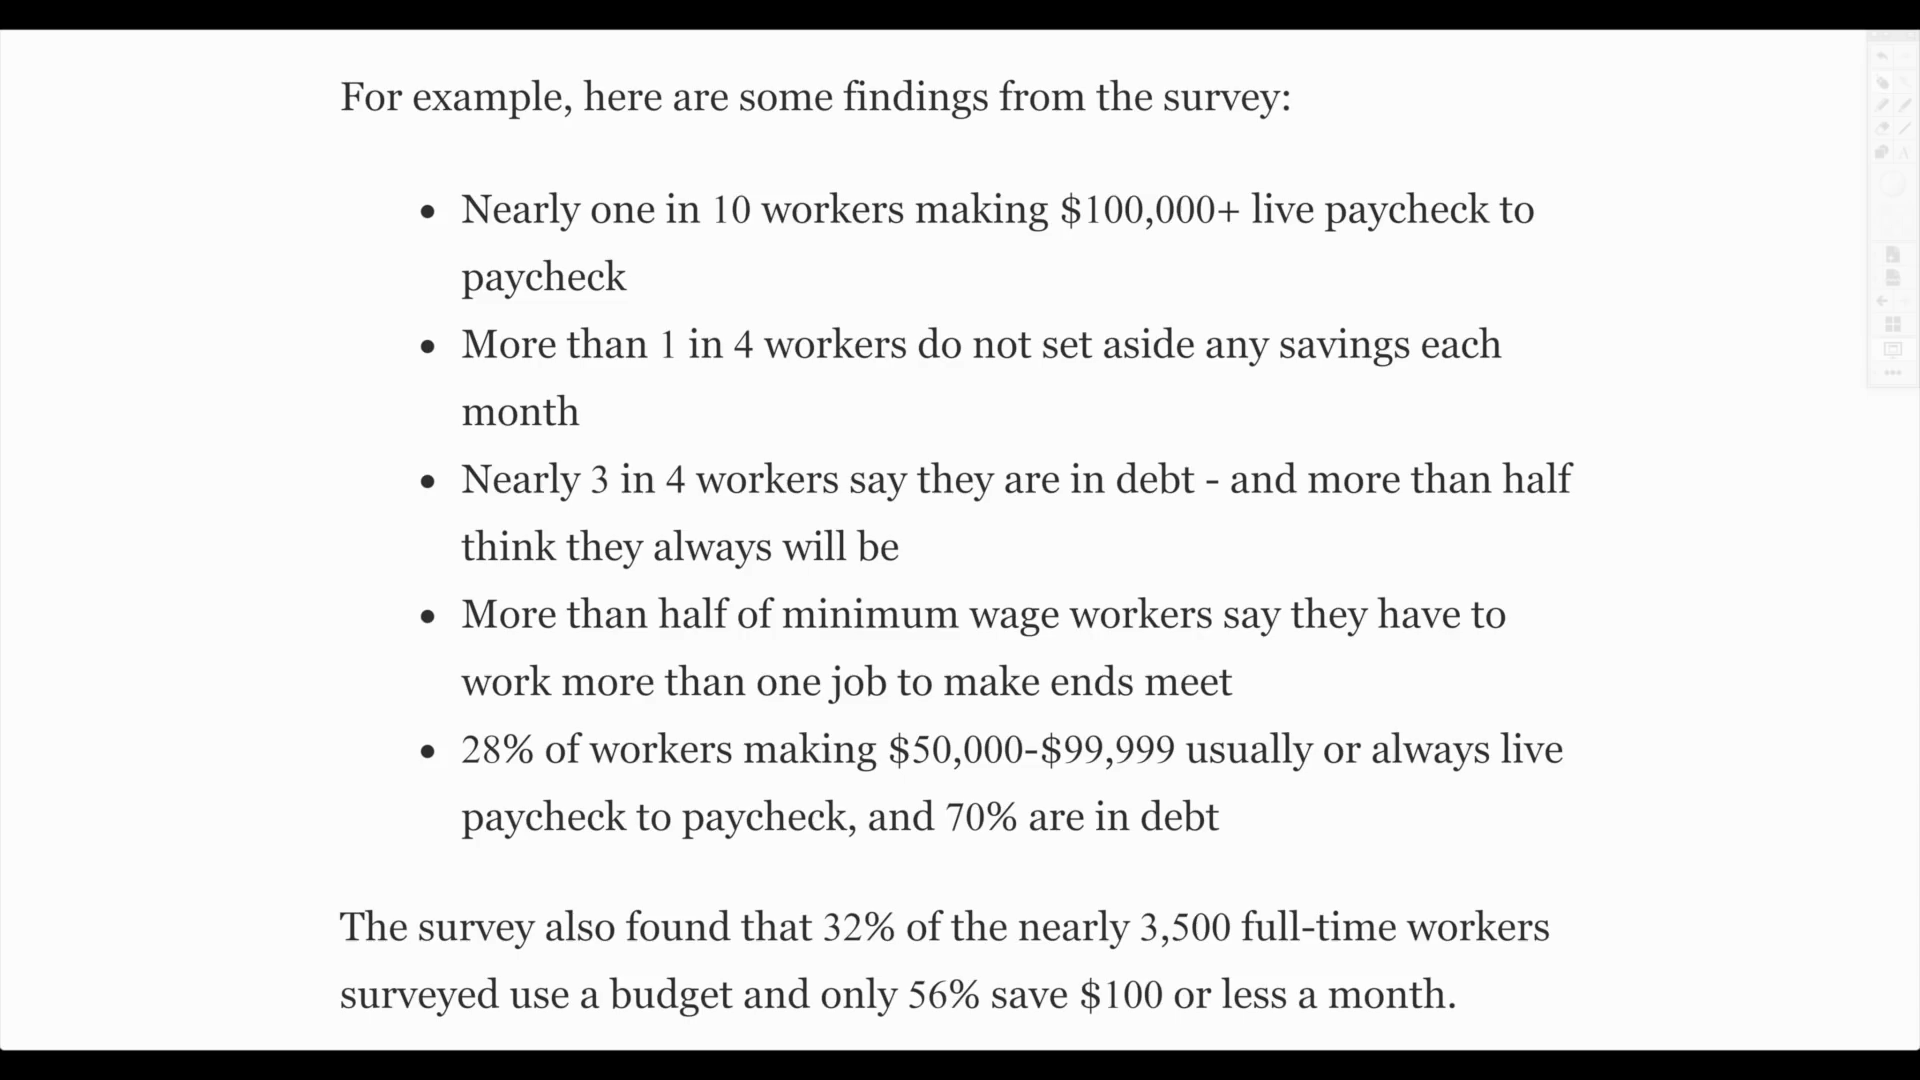 For example, here are some findings from the survey:
• Nearly one in 10 workers making $100,000+ live paycheck to
paycheck
• More than 1 in 4 workers do not set aside any savings each
month
• Nearly 3 in 4 workers say they are in debt - and more than half
think they always will be
• More than half of minimum wage workers say they have to
work more than one job to make ends meet
• 28% of workers making $50,000-$99,999 usually or always live
paycheck to paycheck, and 70% are in debt
The survey also found that 32% of the nearly 3,500 full-time workers
surveyed use a budget and only 56% save $100 or less a month.